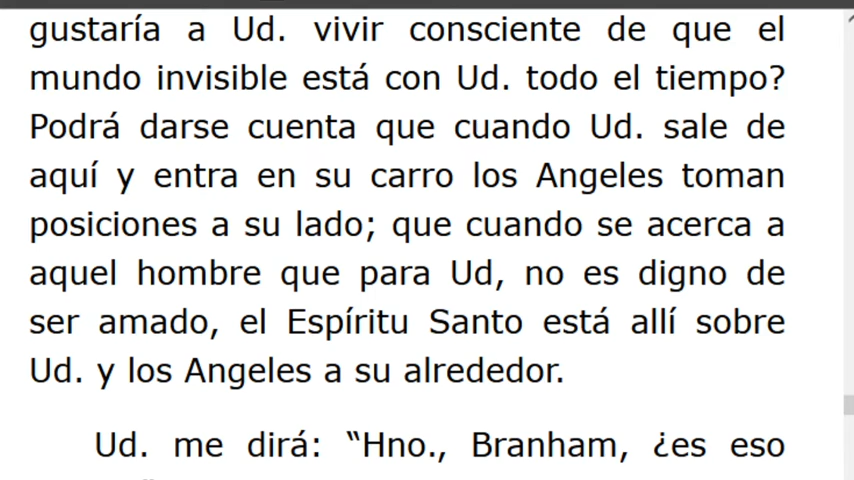 gustaría a Ud. vivir consciente de que el
mundo invisible está con Ud. todo el tiempo?
Podrá darse cuenta que cuando Ud. sale de
aquí y entra en su carro los Angeles toman
posiciones a su lado; que cuando se acerca a
aquel hombre que para Ud, no es digno de
ser amado, el Espíritu Santo está allí sobre
Ud. y los Angeles a su alrededor.
Ud. me dirá: “Hno., Branham, ¿es eso